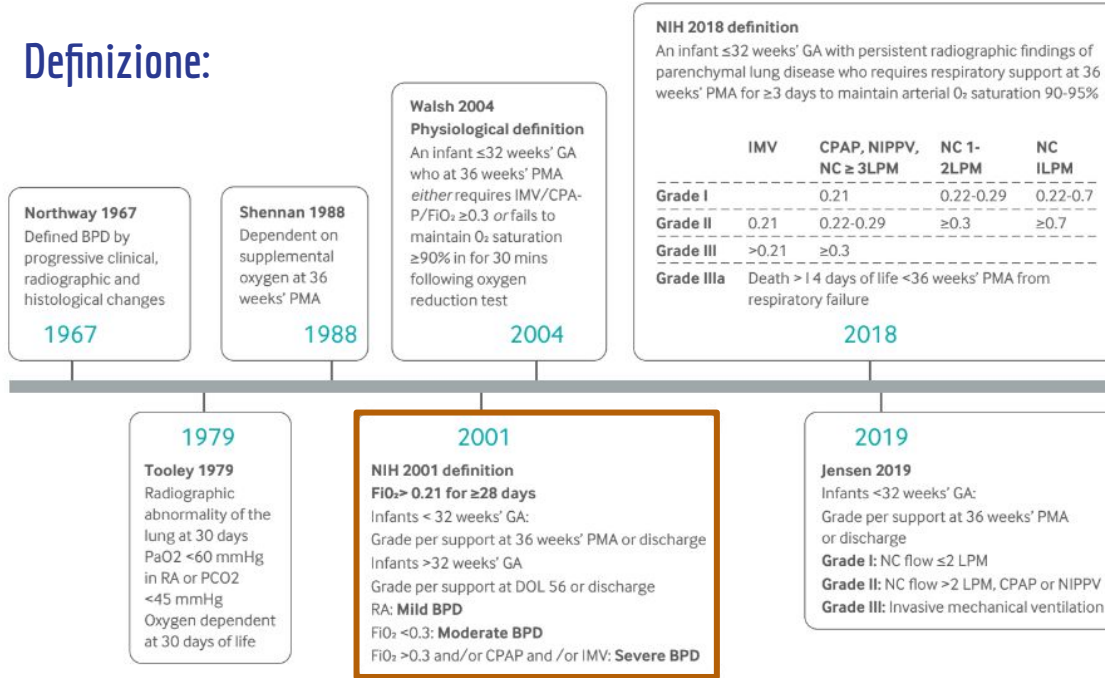 Definizione:
Northway 1967
Defined BPD by
progressive clinical,
radiographic and
histological changes
1967
Shennan 1988
Dependent on
supplemental
oxygen at 36
weeks' PMA
1988
Walsh 2004
Physiological definition
An infant ≤32 weeks' GA
who at 36 weeks' PMA
either requires IMV/CPA-
P/FiO₂ ≥0.3 or fails to
maintain O₂ saturation
≥90% in for 30 mins
following oxygen
reduction test
2004
NIH 2018 definition
An infant ≤32 weeks' GA with persistent radiographic findings of
parenchymal lung disease who requires respiratory support at 36
weeks' PMA for ≥3 days to maintain arterial 0₂ saturation 90-95%
IMV CPAP, NIPPV, NC 1- NC
NC ≥ 3LPM 2LPM ILPM
Grade I 0.21 0.22-0.29 0.22-0.7
Grade II 0.21 0.22-0.29 ≥0.3 ≥0.7
Grade III >0.21 ≥0.3
Grade IIIa Death > I 4 days of life <36 weeks' PMA from
respiratory failure
2018
1979
Tooley 1979
Radiographic
abnormality of the
lung at 30 days
PaO2 <60 mmHg
in RA or PCO2
<45 mmHg
Oxygen dependent
at 30 days of life
2001
NIH 2001 definition
FiO₂> 0.21 for ≥28 days
Infants < 32 weeks' GA:
Grade per support at 36 weeks' PMA or discharge
Infants >32 weeks' GA
Grade per support at DOL 56 or discharge
RA: Mild BPD
FiO₂ <0.3: Moderate BPD
FiO₂ >0.3 and/or CPAP and /or IMV: Severe BPD
2019
Jensen 2019
Infants <32 weeks' GA:
Grade per support at 36 weeks' PMA
or discharge
Grade I: NC flow ≤2 LPM
Grade II: NC flow >2 LPM, CPAP or NIPPV
Grade III: Invasive mechanical ventilation